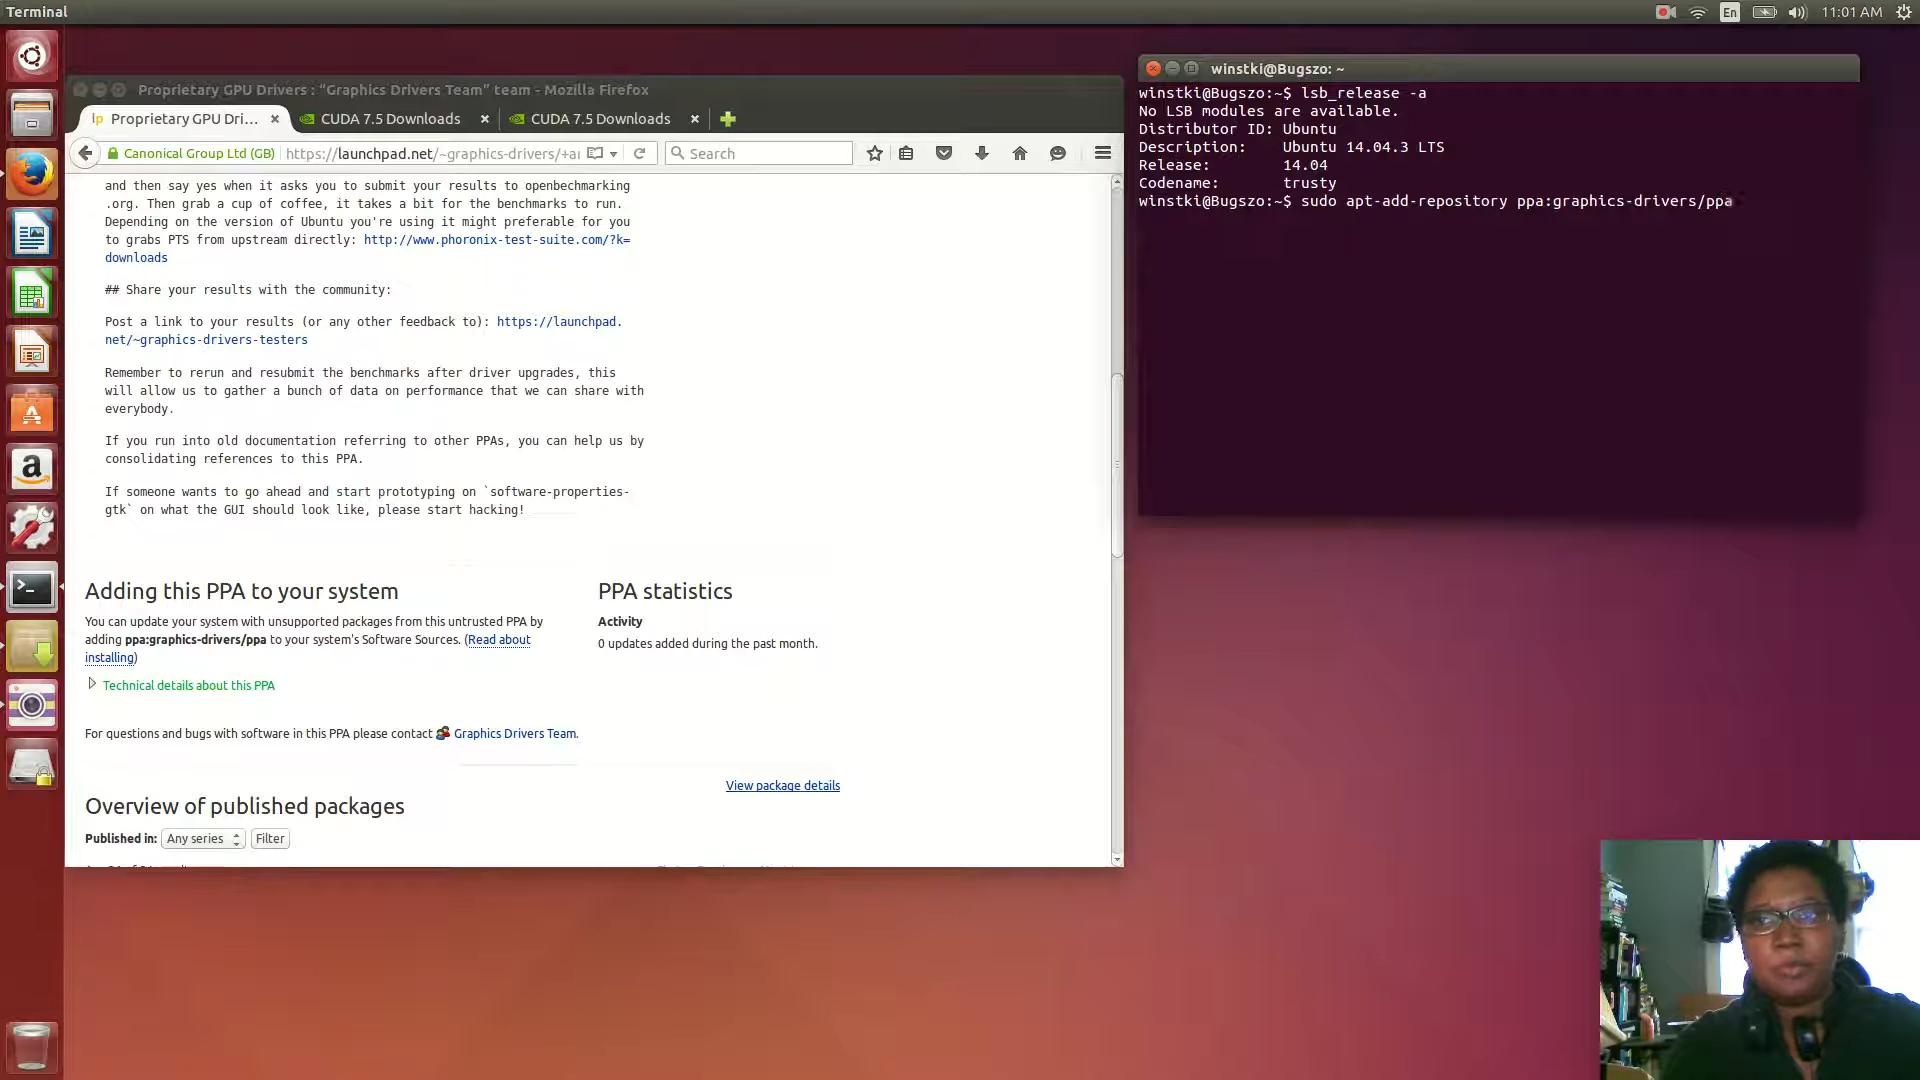 Terminal
En
11:01 AM
Proprietary GPU Drivers : “Graphics Drivers Team” team - Mozilla Firefox
Proprietary GPU Dri...
CUDA 7.5 Downloads
CUDA 7.5 Downloads
Canonical Group Ltd (GB)
https://launchpad.net/~graphics-drivers/+ar
Search
and then say yes when it asks you to submit your results to openbechmarking
.org. Then grab a cup of coffee, it takes a bit for the benchmarks to run.
Depending on the version of Ubuntu you're using it might preferable for you
to grabs PTS from upstream directly: http://www.phoronix-test-suite.com/?k=
downloads
## Share your results with the community:
Post a link to your results (or any other feedback to): https://launchpad.
net/~graphics-drivers-testers
Remember to rerun and resubmit the benchmarks after driver upgrades, this
will allow us to gather a bunch of data on performance that we can share with
everybody.
If you run into old documentation referring to other PPAs, you can help us by
consolidating references to this PPA.
If someone wants to go ahead and start prototyping on `software-properties-
gtk` on what the GUI should look like, please start hacking!
Adding this PPA to your system
You can update your system with unsupported packages from this untrusted PPA by
adding ppa:graphics-drivers/ppa to your system's Software Sources. (Read about
installing)
Technical details about this PPA
PPA statistics
Activity
0 updates added during the past month.
For questions and bugs with software in this PPA please contact Graphics Drivers Team.
View package details
Overview of published packages
Published in: Any series Filter
winstki@Bugszo: ~
winstki@Bugszo:~$ lsb_release -a
No LSB modules are available.
Distributor ID: Ubuntu
Description: Ubuntu 14.04.3 LTS
Release: 14.04
Codename: trusty
winstki@Bugszo:~$ sudo apt-add-repository ppa:graphics-drivers/ppa